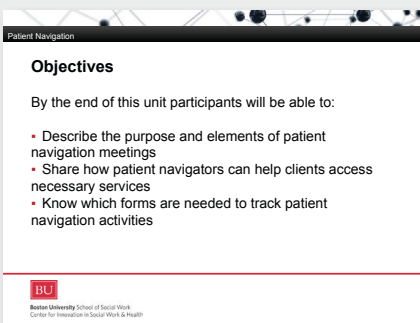 Patient Navigation
Objectives
By the end of this unit participants will be able to:
▪ Describe the purpose and elements of patient
navigation meetings
▪ Share how patient navigators can help clients access
necessary services
▪ Know which forms are needed to track patient
navigation activities
BU
Boston University School of Social Work
Center for Innovation in Social Work & Health